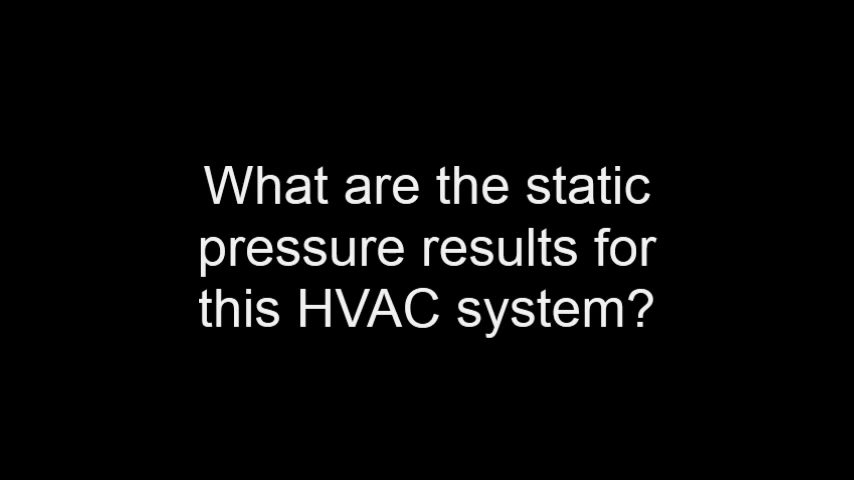 What are the static
pressure results for
this HVAC system?